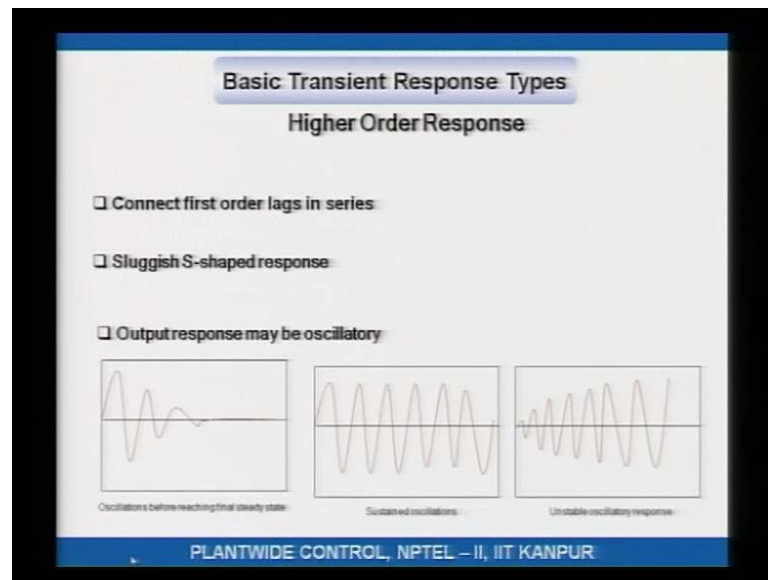 Basic Transient Response Types
Higher Order Response
❑ Connect first order lags in series
❑ Sluggish S-shaped response
❑ Output response may be oscillatory
Oscillations before reaching final steady state
Sustained oscillations
Unstable oscillatory response
PLANTWIDE CONTROL, NPTEL – II, IIT KANPUR